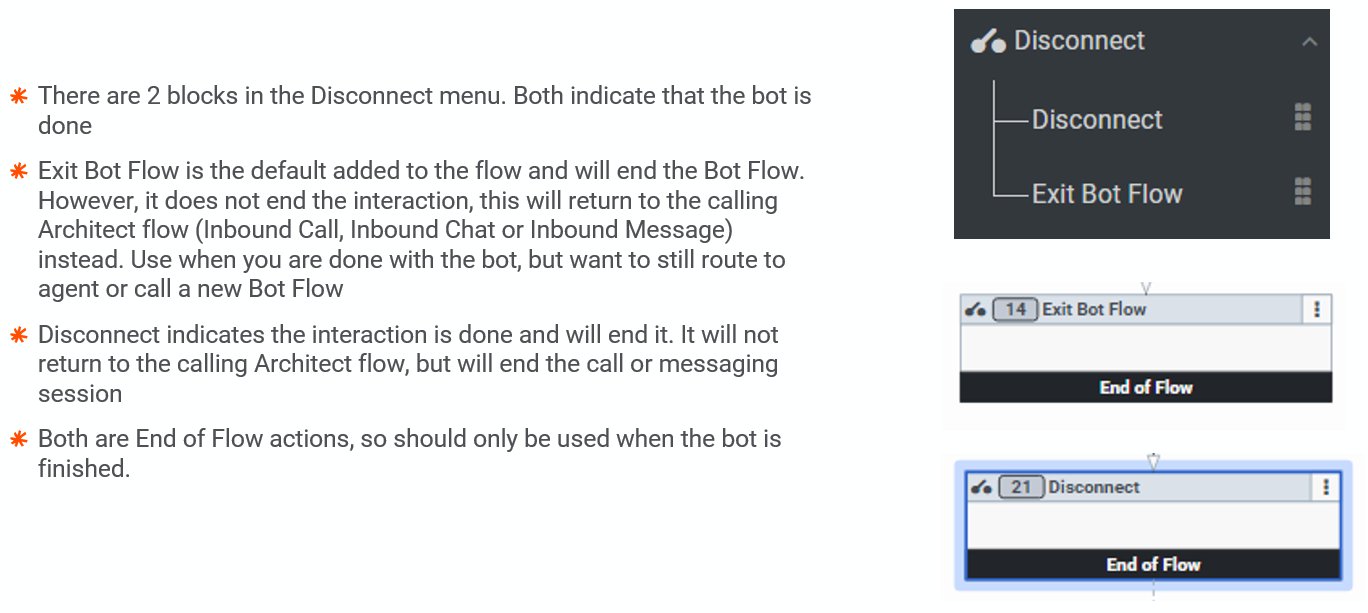 There are 2 blocks in the Disconnect menu. Both indicate that the bot is
done
Exit Bot Flow is the default added to the flow and will end the Bot Flow.
However, it does not end the interaction, this will return to the calling
Architect flow (Inbound Call, Inbound Chat or Inbound Message)
instead. Use when you are done with the bot, but want to still route to
agent or call a new Bot Flow
Disconnect indicates the interaction is done and will end it. It will not
return to the calling Architect flow, but will end the call or messaging
session
Both are End of Flow actions, so should only be used when the bot is
finished.
Disconnect
Disconnect
Exit Bot Flow
14 Exit Bot Flow
End of Flow
21 Disconnect
End of Flow